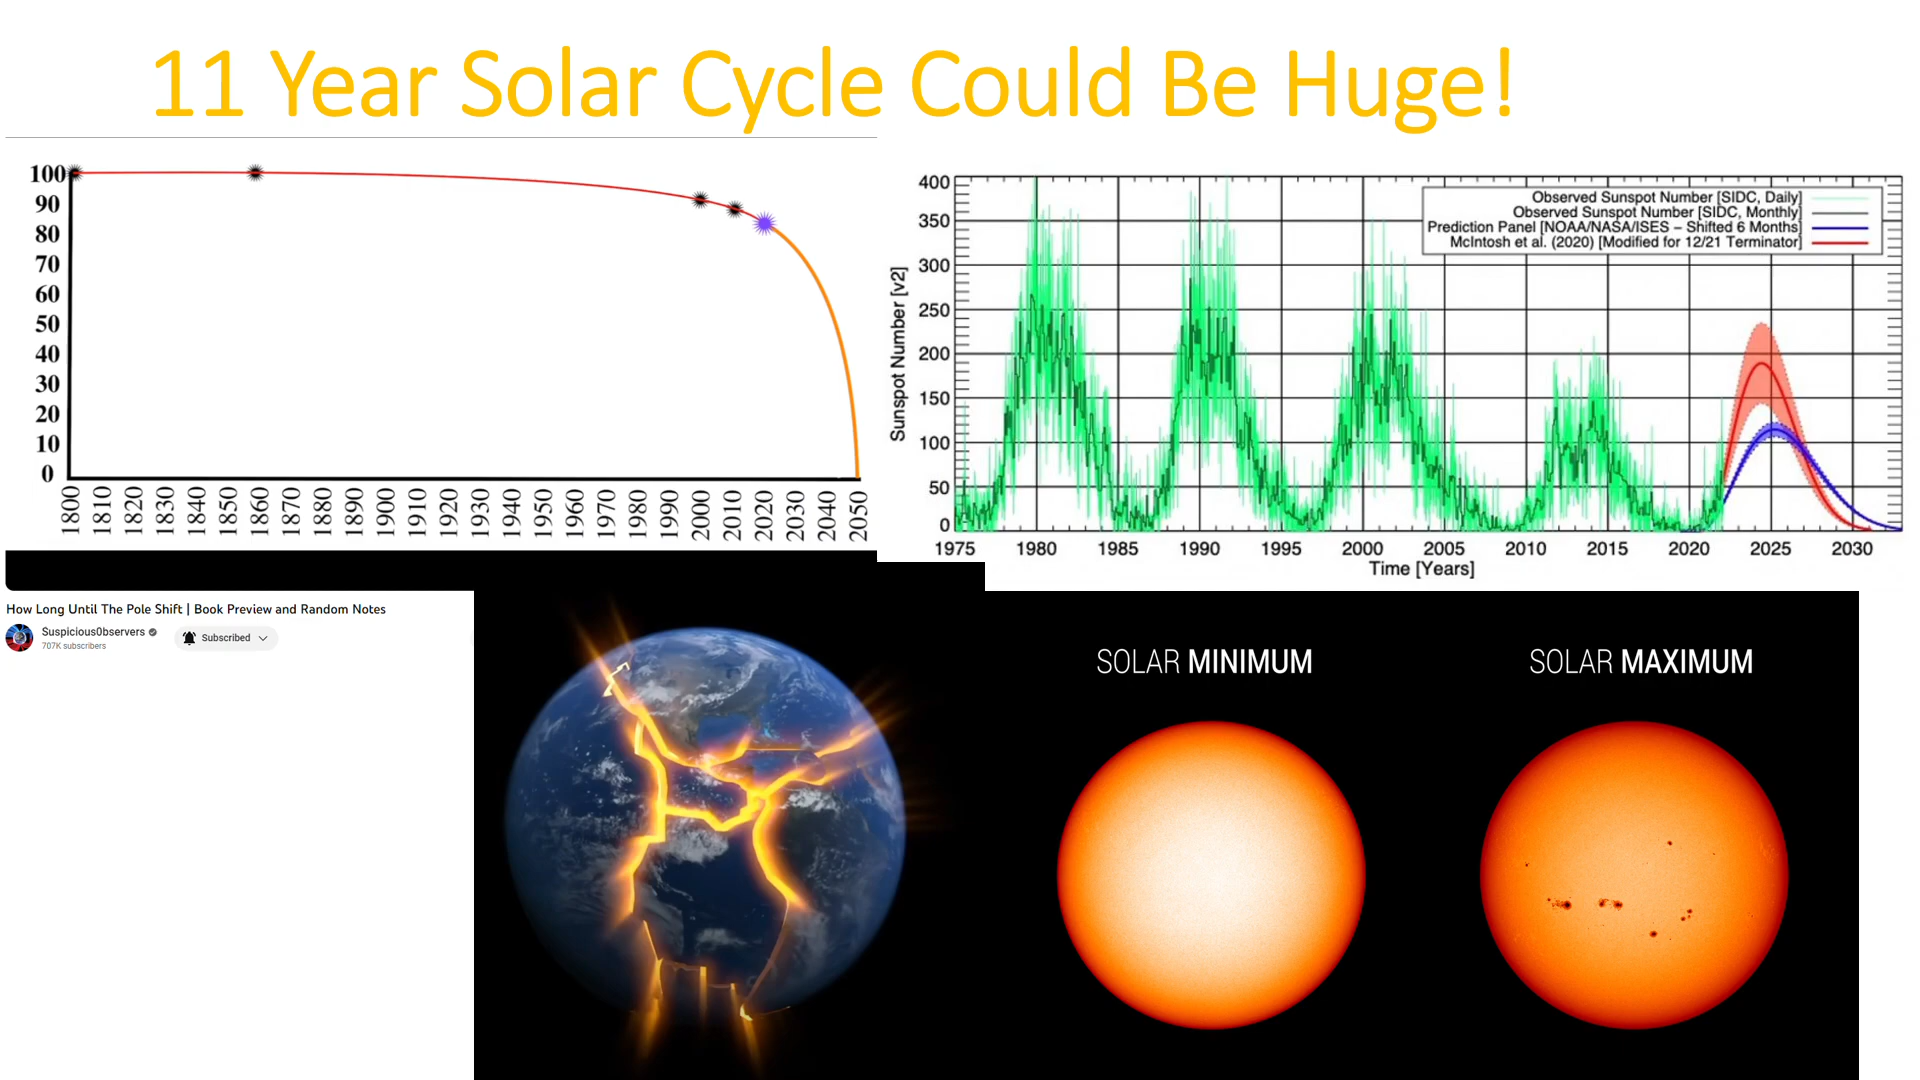 11 Year Solar Cycle Could Be Huge!
100
90
80
70
60
50
40
30
20
10
0
1800 1810 1820 1830 1840 1850 1860 1870 1880 1890 1900 1910 1920 1930 1940 1950 1960 1970 1980 1990 2000 2010 2020 2030 2040 2050
Sunspot Number [v2]
400
350
300
250
200
150
100
50
0
Observed Sunspot Number [SIDC, Daily]
Observed Sunspot Number [SIDC, Monthly]
Prediction Panel [NOAA/NASA/ISES – Shifted 6 Months]
McIntosh et al. (2020) [Modified for 12/21 Terminator]
1975 1980 1985 1990 1995 2000 2005 2010 2015 2020 2025 2030
Time [Years]
How Long Until The Pole Shift | Book Preview and Random Notes
Suspicious0bservers
707K subscribers
Subscribed
SOLAR MINIMUM
SOLAR MAXIMUM